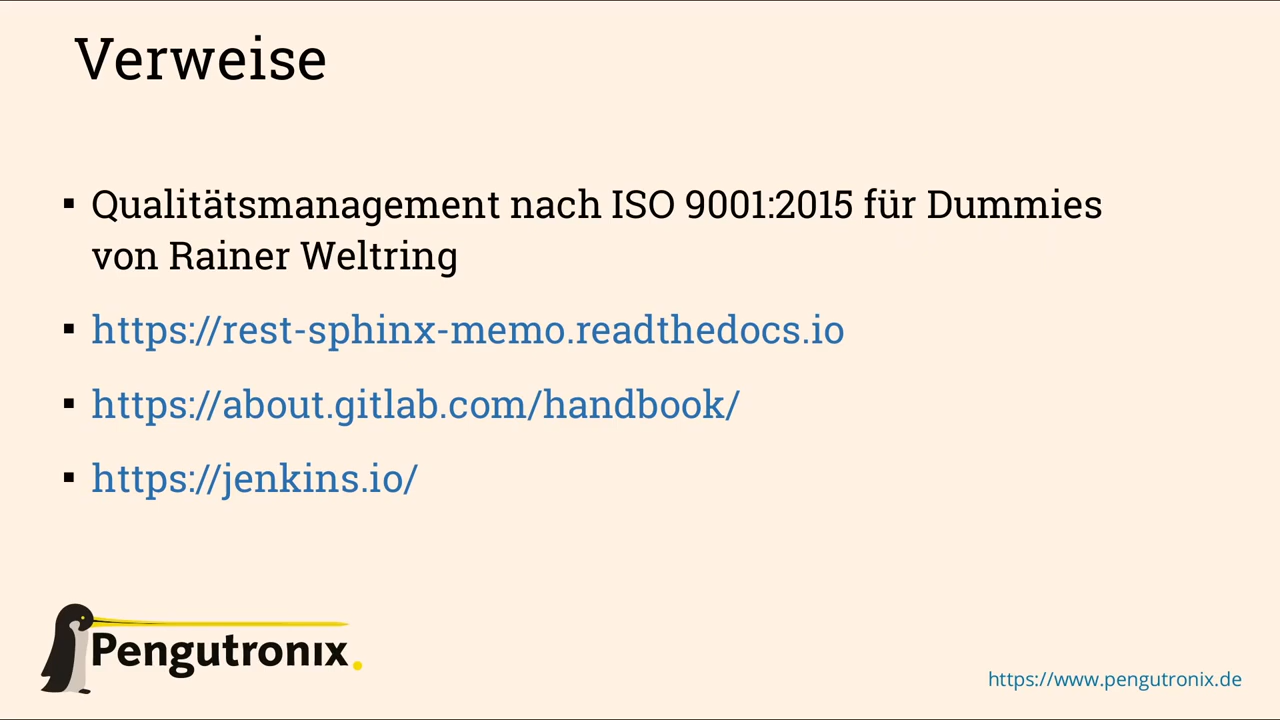 Verweise
Qualitätsmanagement nach ISO 9001:2015 für Dummies
von Rainer Weltring
https://rest-sphinx-memo.readthedocs.io
https://about.gitlab.com/handbook/
https://jenkins.io/
Pengutronix
https://www.pengutronix.de